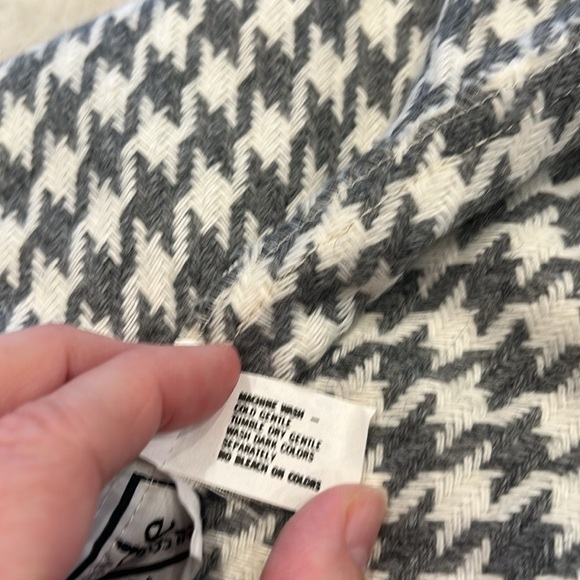 MACHINE WASH -
COLD GENTLE
TUMBLE DRY GENTLE
WASH DARK COLORS
SEPARATELY
NO BLEACH ON COLORS